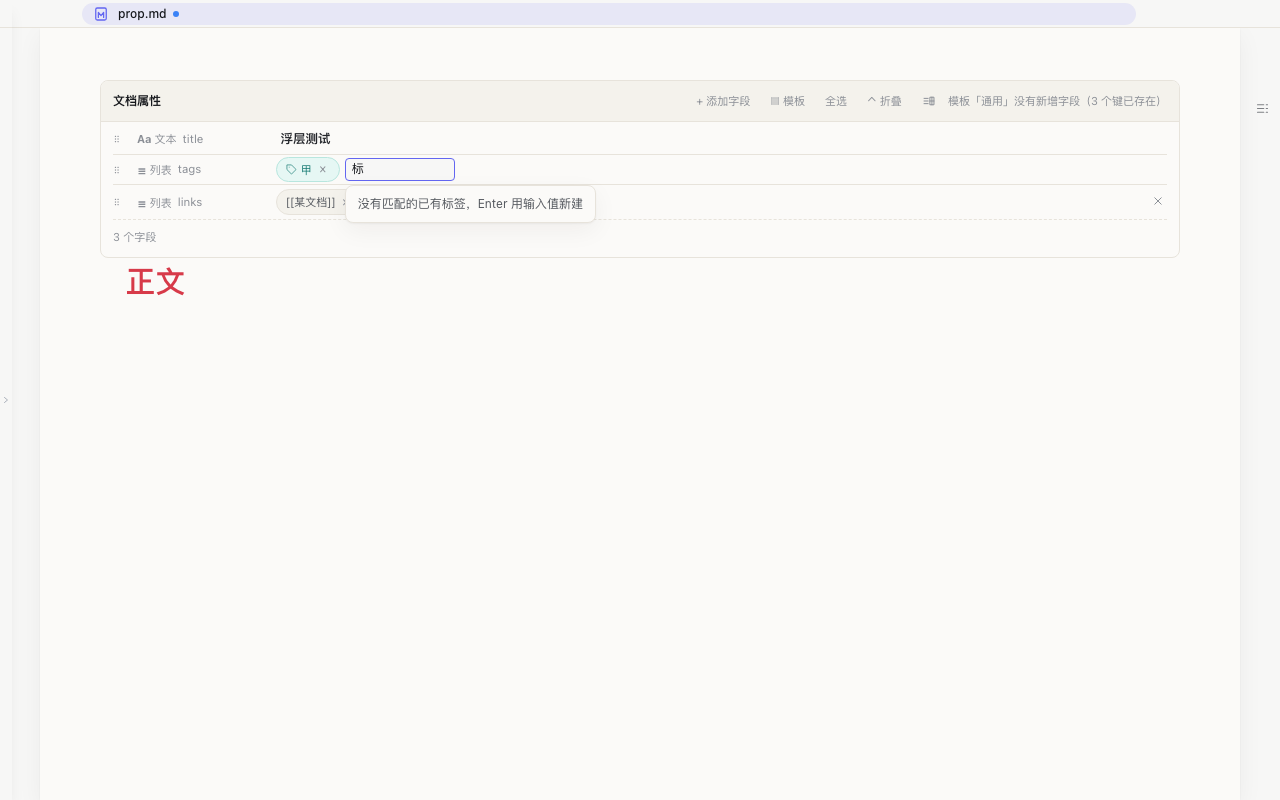 prop.md
文档属性
+ 添加字段 模板 全选 折叠 模板「通用」没有新增字段（3 个键已存在）
Aa 文本 title 浮层测试
列表 tags 甲 × 标
列表 links [[某文档]]
没有匹配的已有标签，Enter 用输入值新建
3 个字段
正文